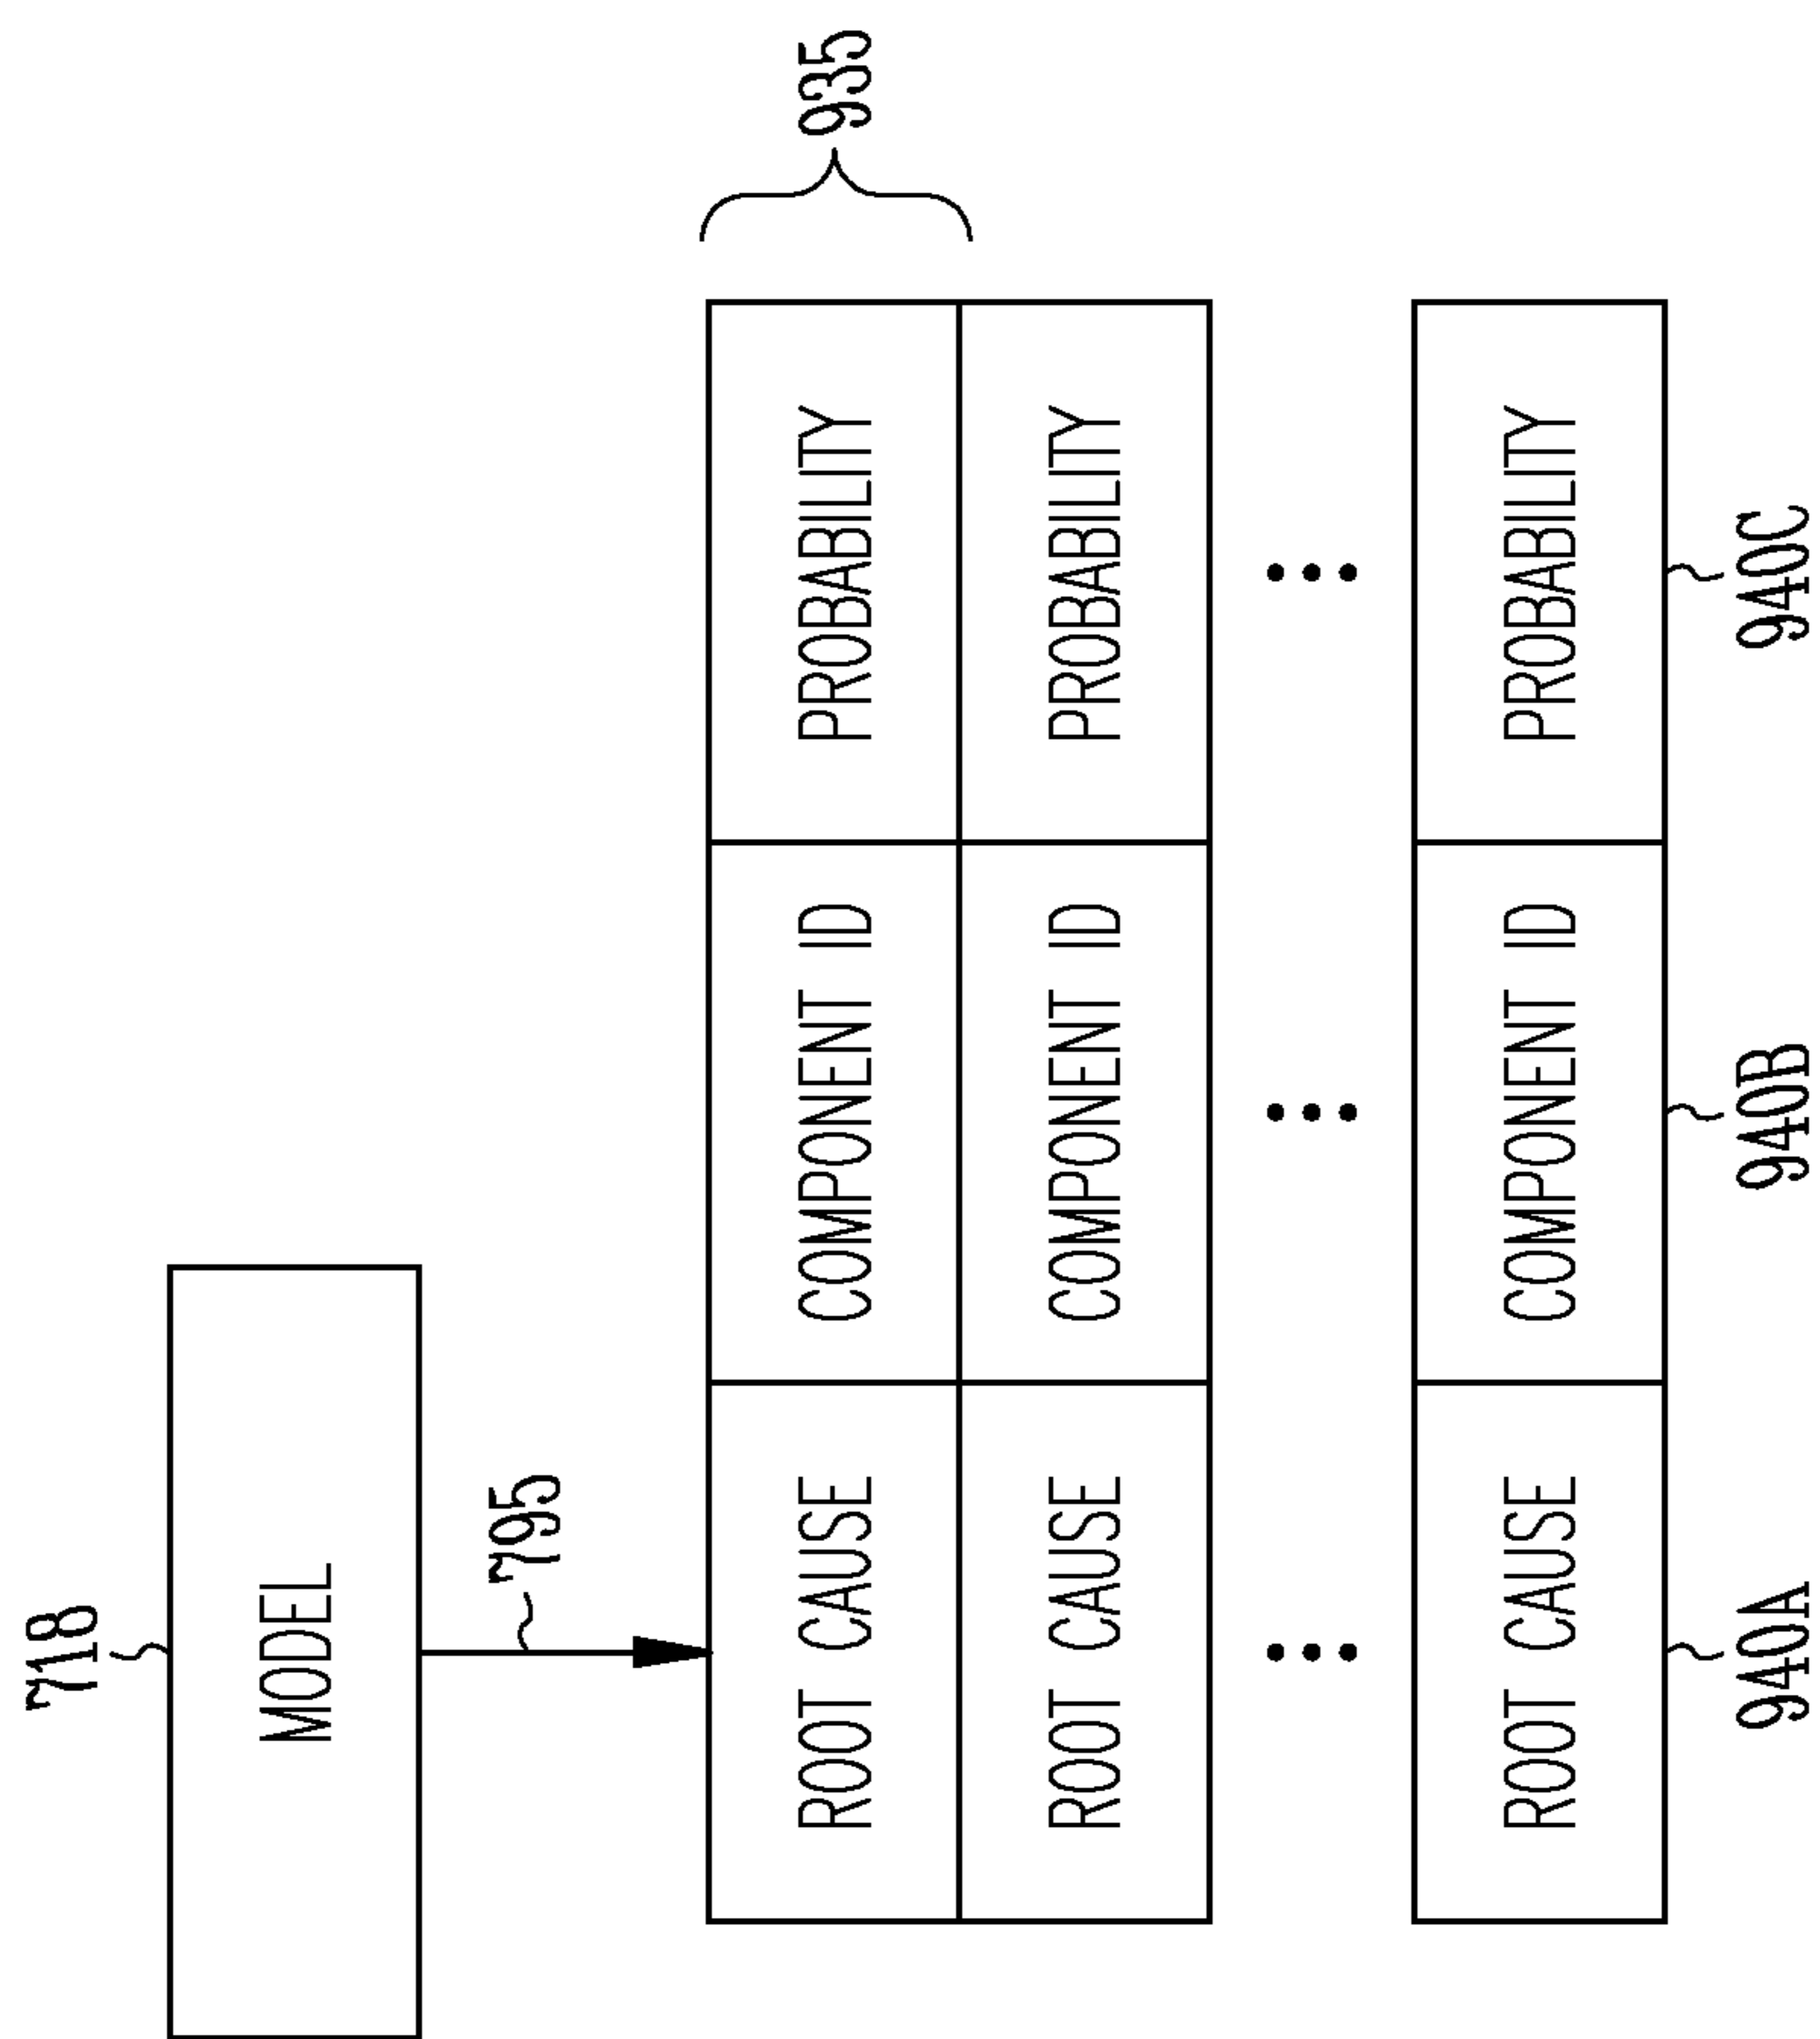 718
MODEL
795
ROOT CAUSE COMPONENT ID PROBABILITY 935
ROOT CAUSE COMPONENT ID PROBABILITY
ROOT CAUSE COMPONENT ID PROBABILITY
940A 940B 940C